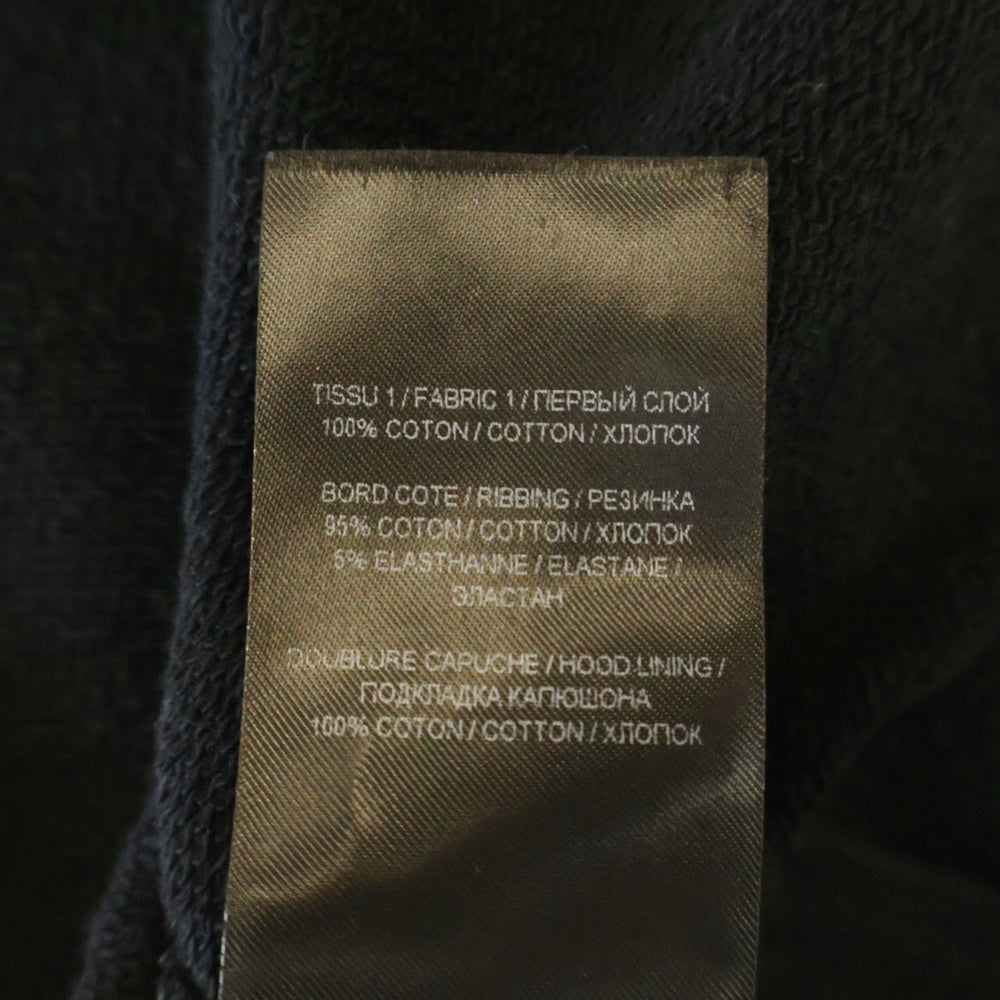 TISSU 1 / FABRIC 1 / ПЕРВЫЙ СЛОЙ
100% COTON / COTTON / ХЛОПОК
BORD COTE / RIBBING / РЕЗИНКА
95% COTON / COTTON / ХЛОПОК
5% ELASTHANNE / ELASTANE /
ЭЛАСТАН
DOUBLURE CAPUCHE / HOOD LINING /
ПОДКЛАДКА КАПЮШОНА
100% COTON / COTTON / ХЛОПОК